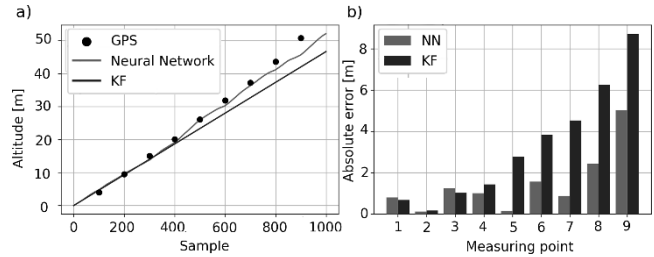 a)
50
40
30
20
10
0
Altitude [m]
GPS
Neural Network
KF
0 200 400 600 800 1000
Sample
b)
8
6
4
2
0
Absolute error [m]
NN
KF
1 2 3 4 5 6 7 8 9
Measuring point